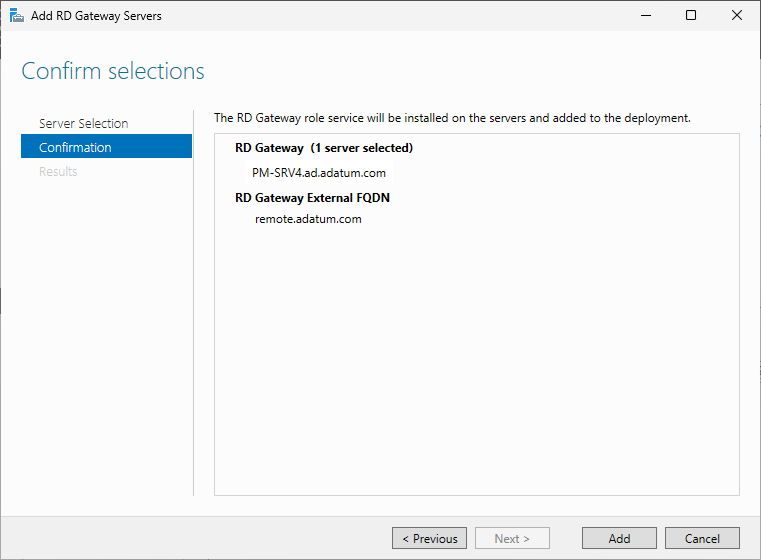 Add RD Gateway Servers
Confirm selections
Server Selection
Confirmation
Results
The RD Gateway role service will be installed on the servers and added to the deployment.
RD Gateway (1 server selected)
PM-SRV4.ad.adatum.com
RD Gateway External FQDN
remote.adatum.com
< Previous
Next >
Add
Cancel